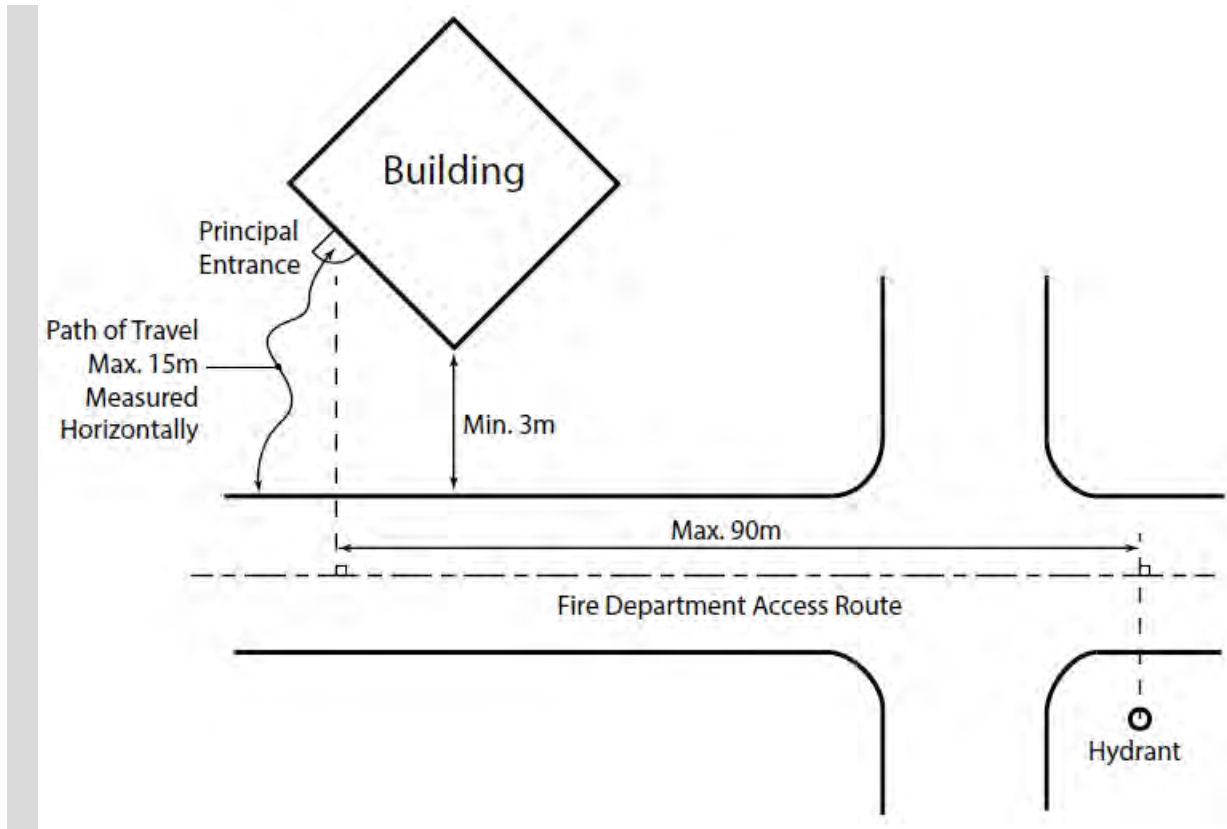 Building
Principal
Entrance
Path of Travel
Max. 15m
Measured
Horizontally
Min. 3m
Max. 90m
Fire Department Access Route
Hydrant